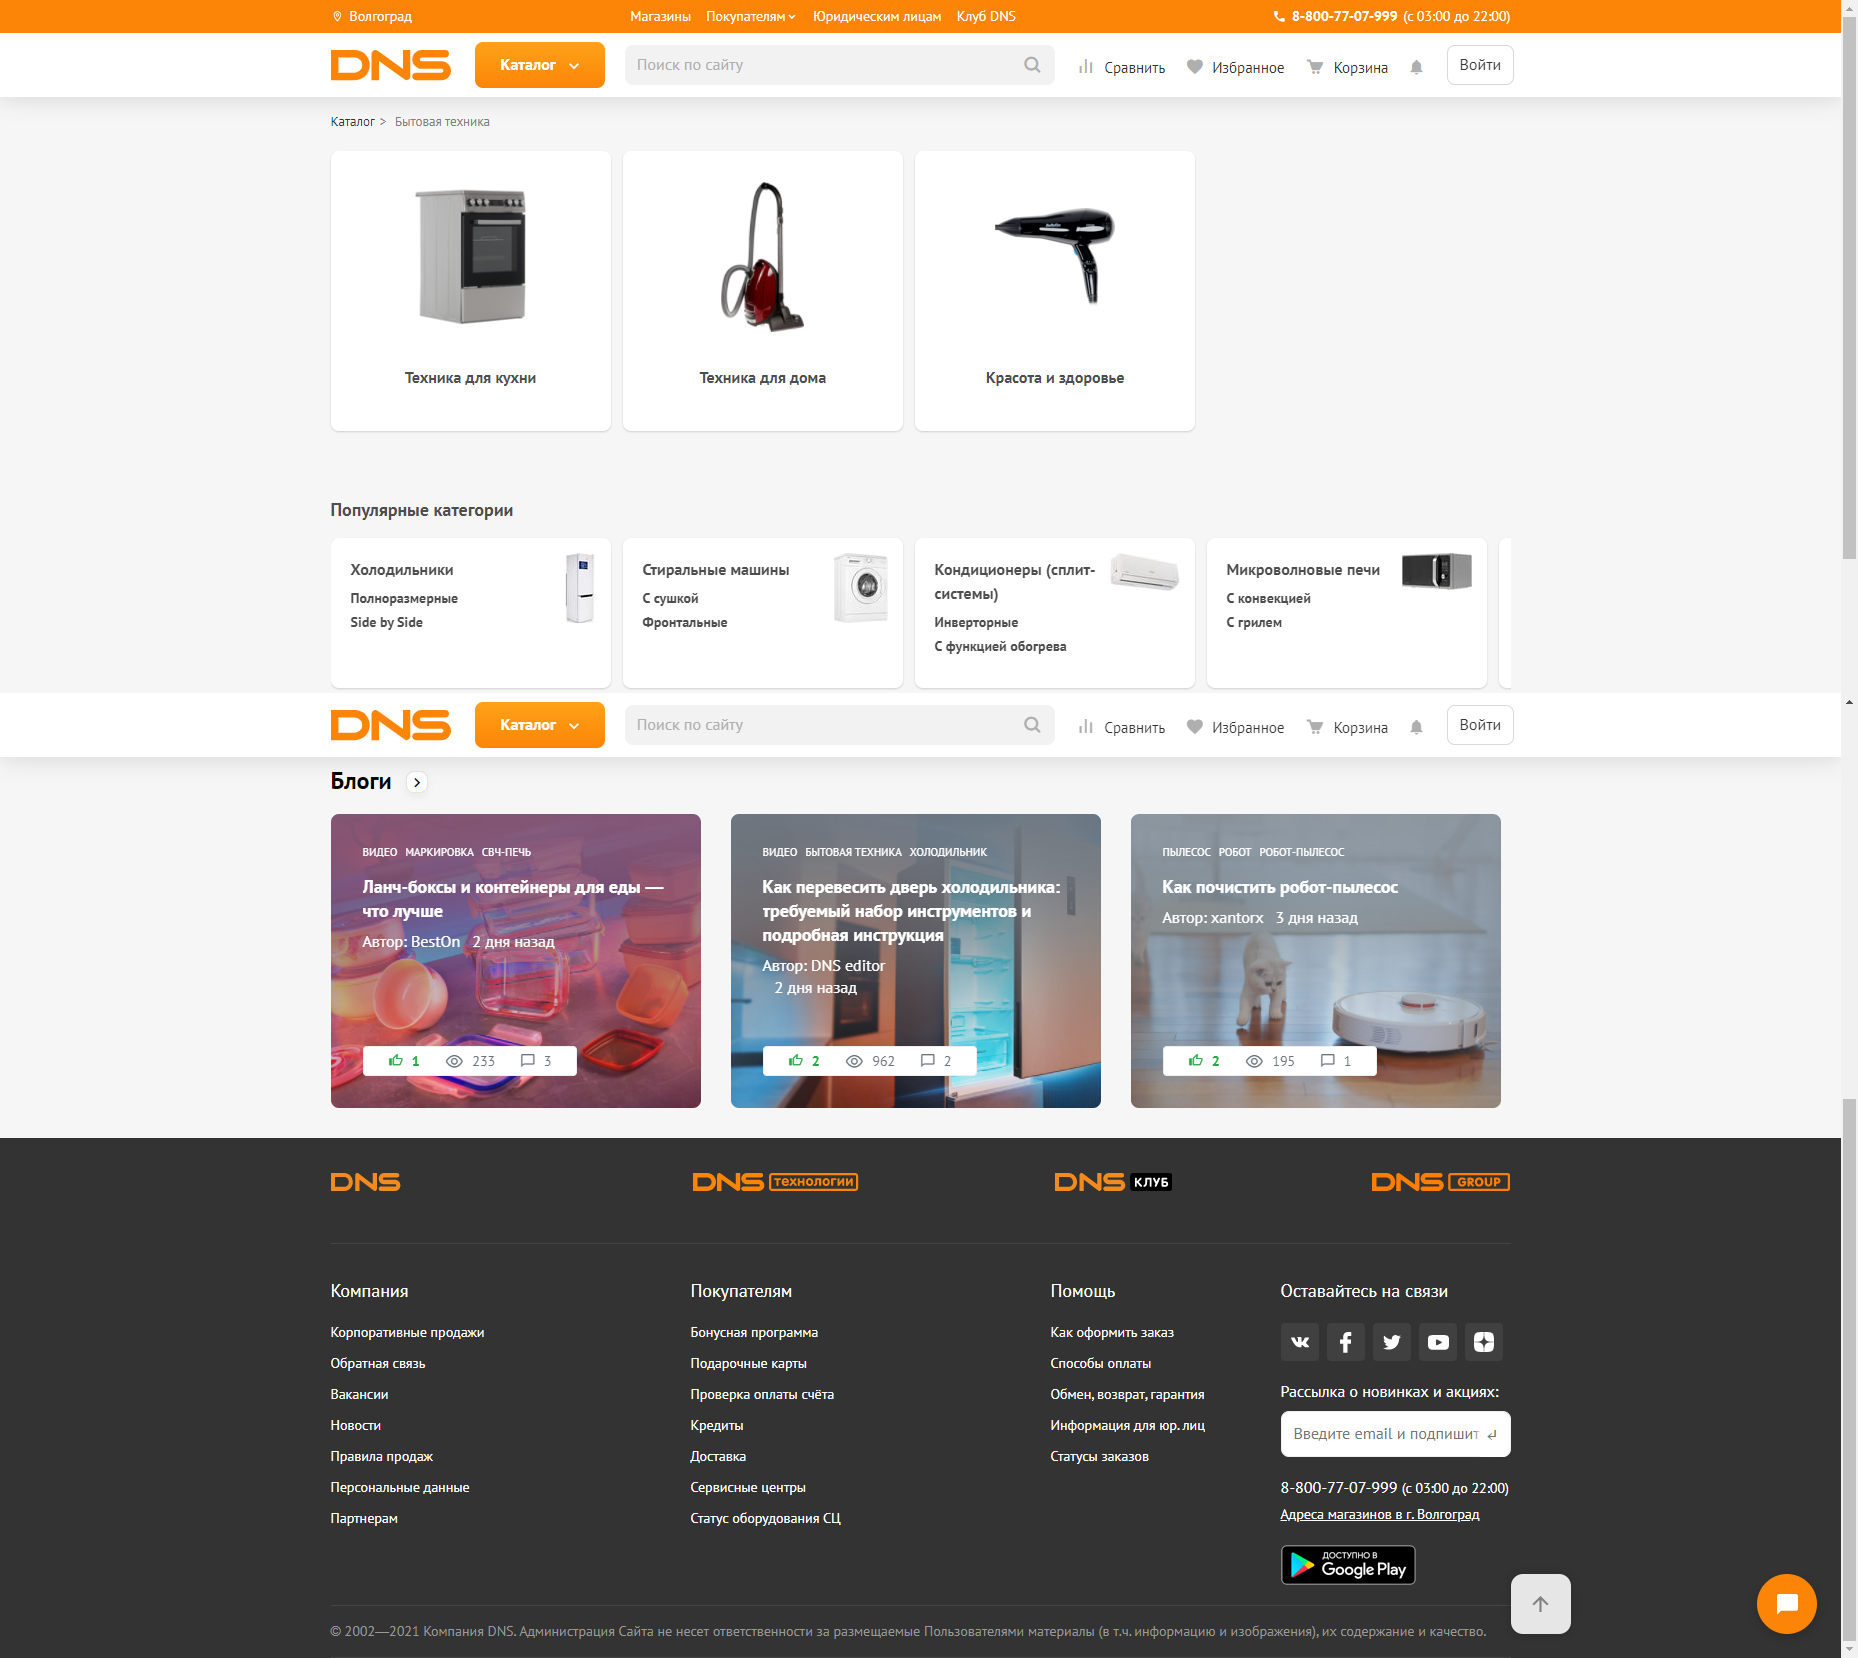 Волгоград Магазины Покупателям Юридическим лицам Клуб DNS 8-800-77-07-999 (с 03:00 до 22:00)
DNS Каталог Поиск по сайту Сравнить Избранное Корзина Войти
Каталог > Бытовая техника
Техника для кухни
Техника для дома
Красота и здоровье
Популярные категории
Холодильники
Полноразмерные
Side by Side
Стиральные машины
С сушкой
Фронтальные
Кондиционеры (сплит-
системы)
Инверторные
С функцией обогрева
Микроволновые печи
С конвекцией
С грилем
DNS Каталог Поиск по сайту Сравнить Избранное Корзина Войти
Блоги
ВИДЕО МАРКИРОВКА СВЧ-ПЕЧЬ
Ланч-боксы и контейнеры для еды —
что лучше
Автор: BestOn 2 дня назад
1 233 3
ВИДЕО БЫТОВАЯ ТЕХНИКА ХОЛОДИЛЬНИК
Как перевесить дверь холодильника:
требуемый набор инструментов и
подробная инструкция
Автор: DNS editor
2 дня назад
2 962 2
ПЫЛЕСОС РОБОТ РОБОТ-ПЫЛЕСОС
Как почистить робот-пылесос
Автор: xantorx 3 дня назад
2 195 1
DNS DNS технологии DNS КЛУБ DNS GROUP
Компания
Корпоративные продажи
Обратная связь
Вакансии
Новости
Правила продаж
Персональные данные
Партнерам
Покупателям
Бонусная программа
Подарочные карты
Проверка оплаты счёта
Кредиты
Доставка
Сервисные центры
Статус оборудования СЦ
Помощь
Как оформить заказ
Способы оплаты
Обмен, возврат, гарантия
Информация для юр. лиц
Статусы заказов
Оставайтесь на связи
Рассылка о новинках и акциях:
Введите email и подпишит
8-800-77-07-999 (с 03:00 до 22:00)
Адреса магазинов в г. Волгоград
ДОСТУПНО В
Google Play
© 2002—2021 Компания DNS. Администрация Сайта не несет ответственности за размещаемые Пользователями материалы (в т.ч. информацию и изображения), их содержание и качество.